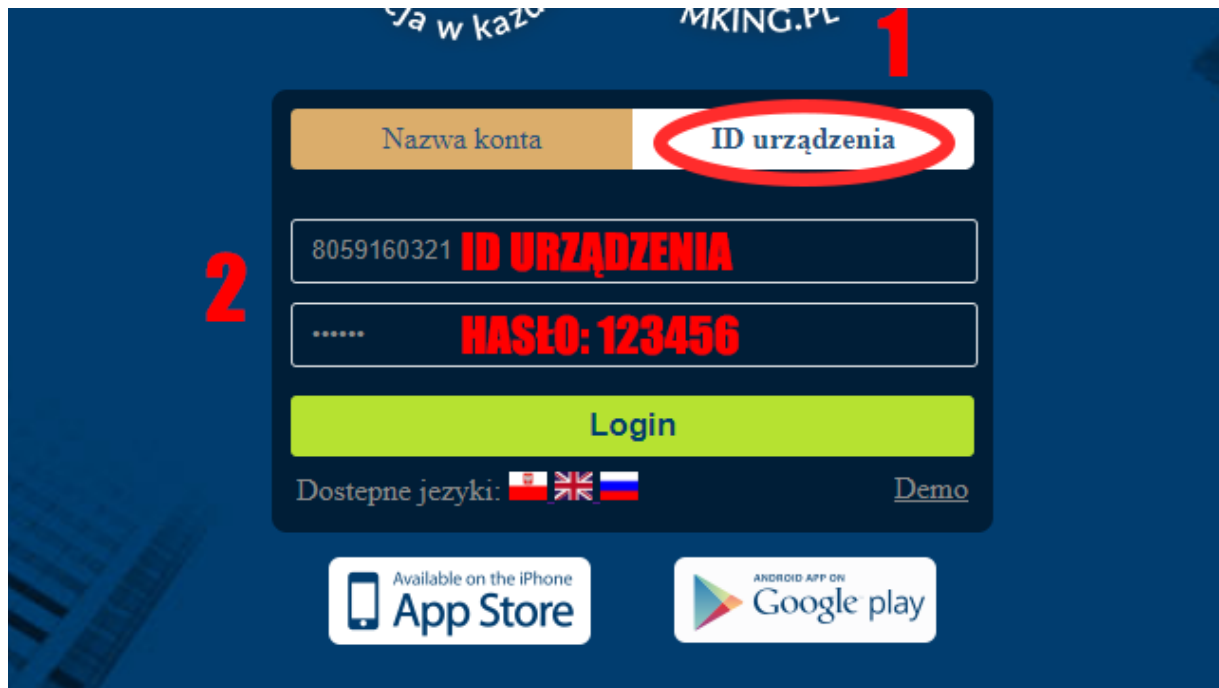 ja w każd
MKING.PL
1
Nazwa konta
ID urządzenia
8059160321 ID URZĄDZENIA
2
•••••• HASŁO: 123456
Login
Dostepne jezyki:
Demo
Available on the iPhone
App Store
ANDROID APP ON
Google play